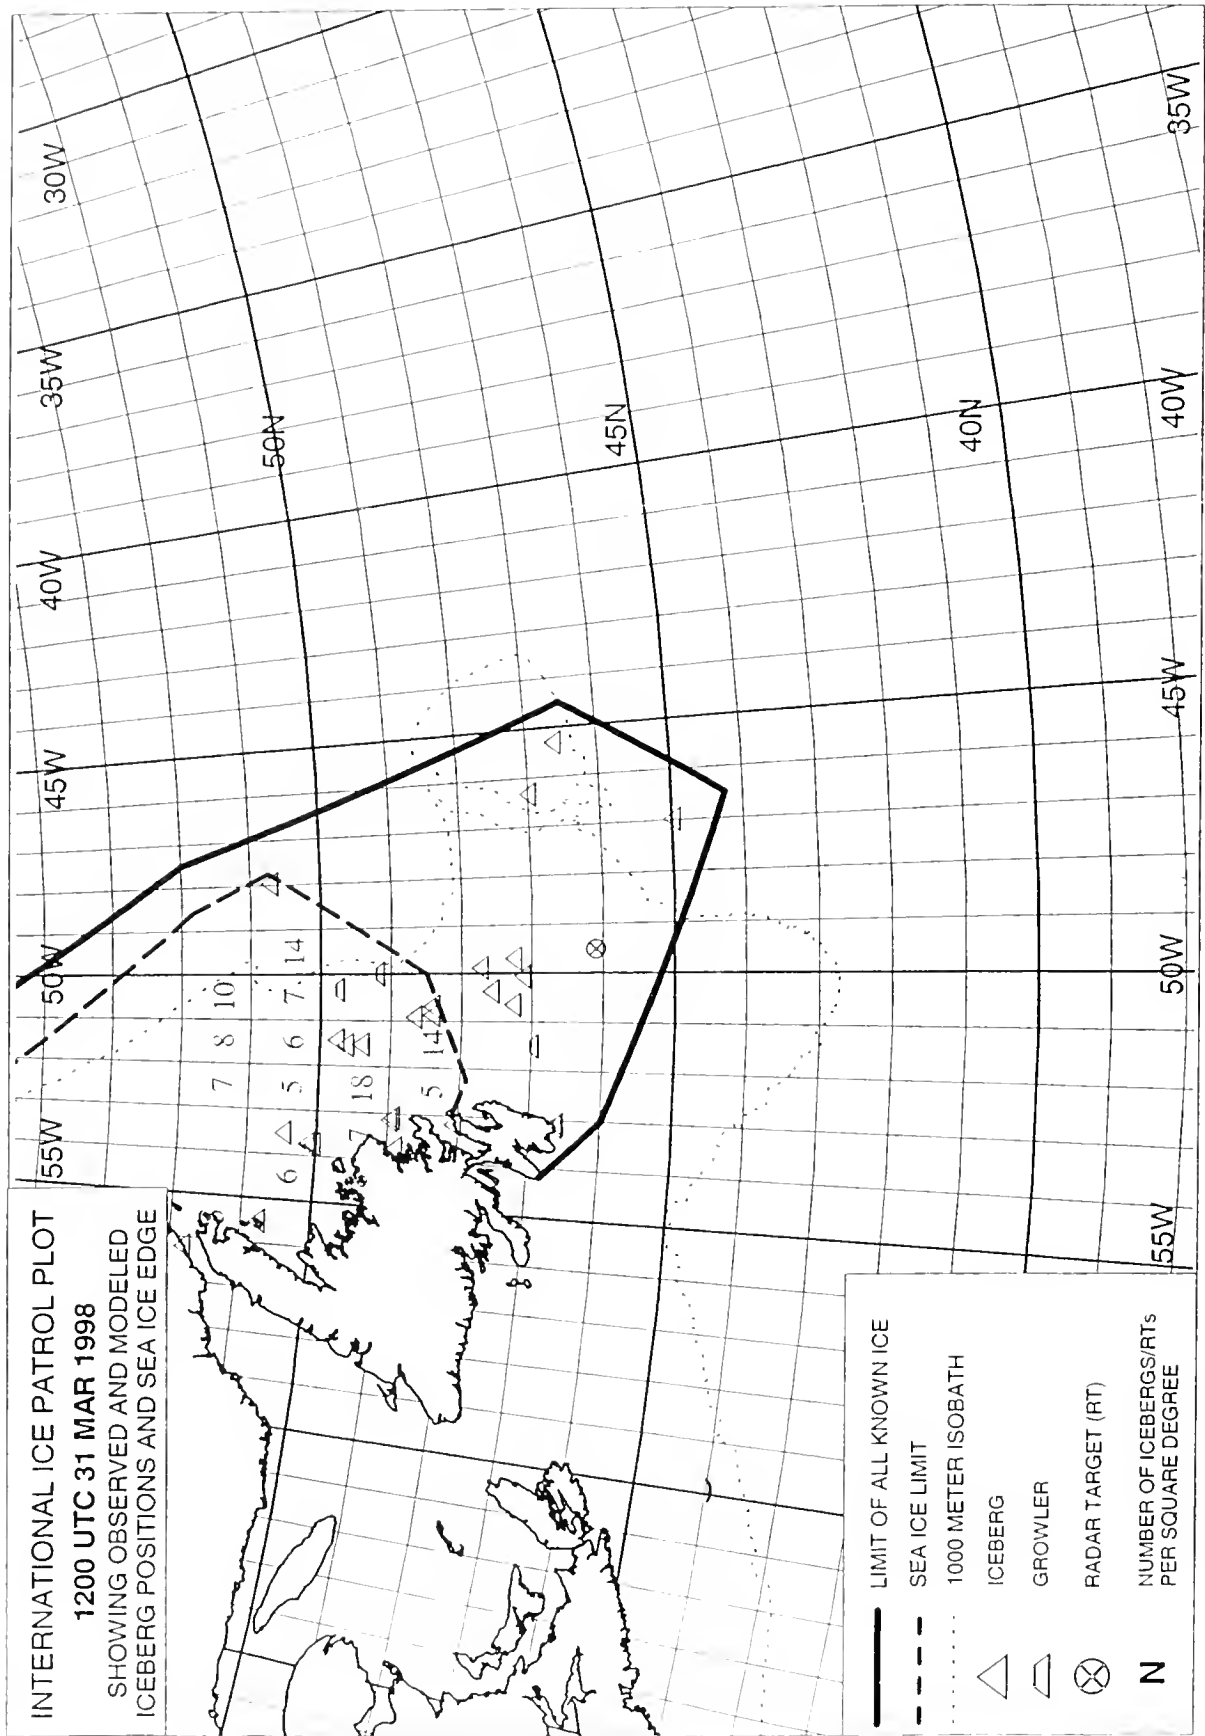 INTERNATIONAL ICE PATROL PLOT
1200 UTC 31 MAR 1998
SHOWING OBSERVED AND MODELED
ICEBERG POSITIONS AND SEA ICE EDGE
55W
50W
45W
40W
35W
30W
50N
45N
40N
55W
50W
45W
40W
35W
7 8 10
6 5 6 7 14
7 18
5 14
LIMIT OF ALL KNOWN ICE
SEA ICE LIMIT
1000 METER ISOBATH
ICEBERG
GROWLER
RADAR TARGET (RT)
N NUMBER OF ICEBERGS/RTs
PER SQUARE DEGREE